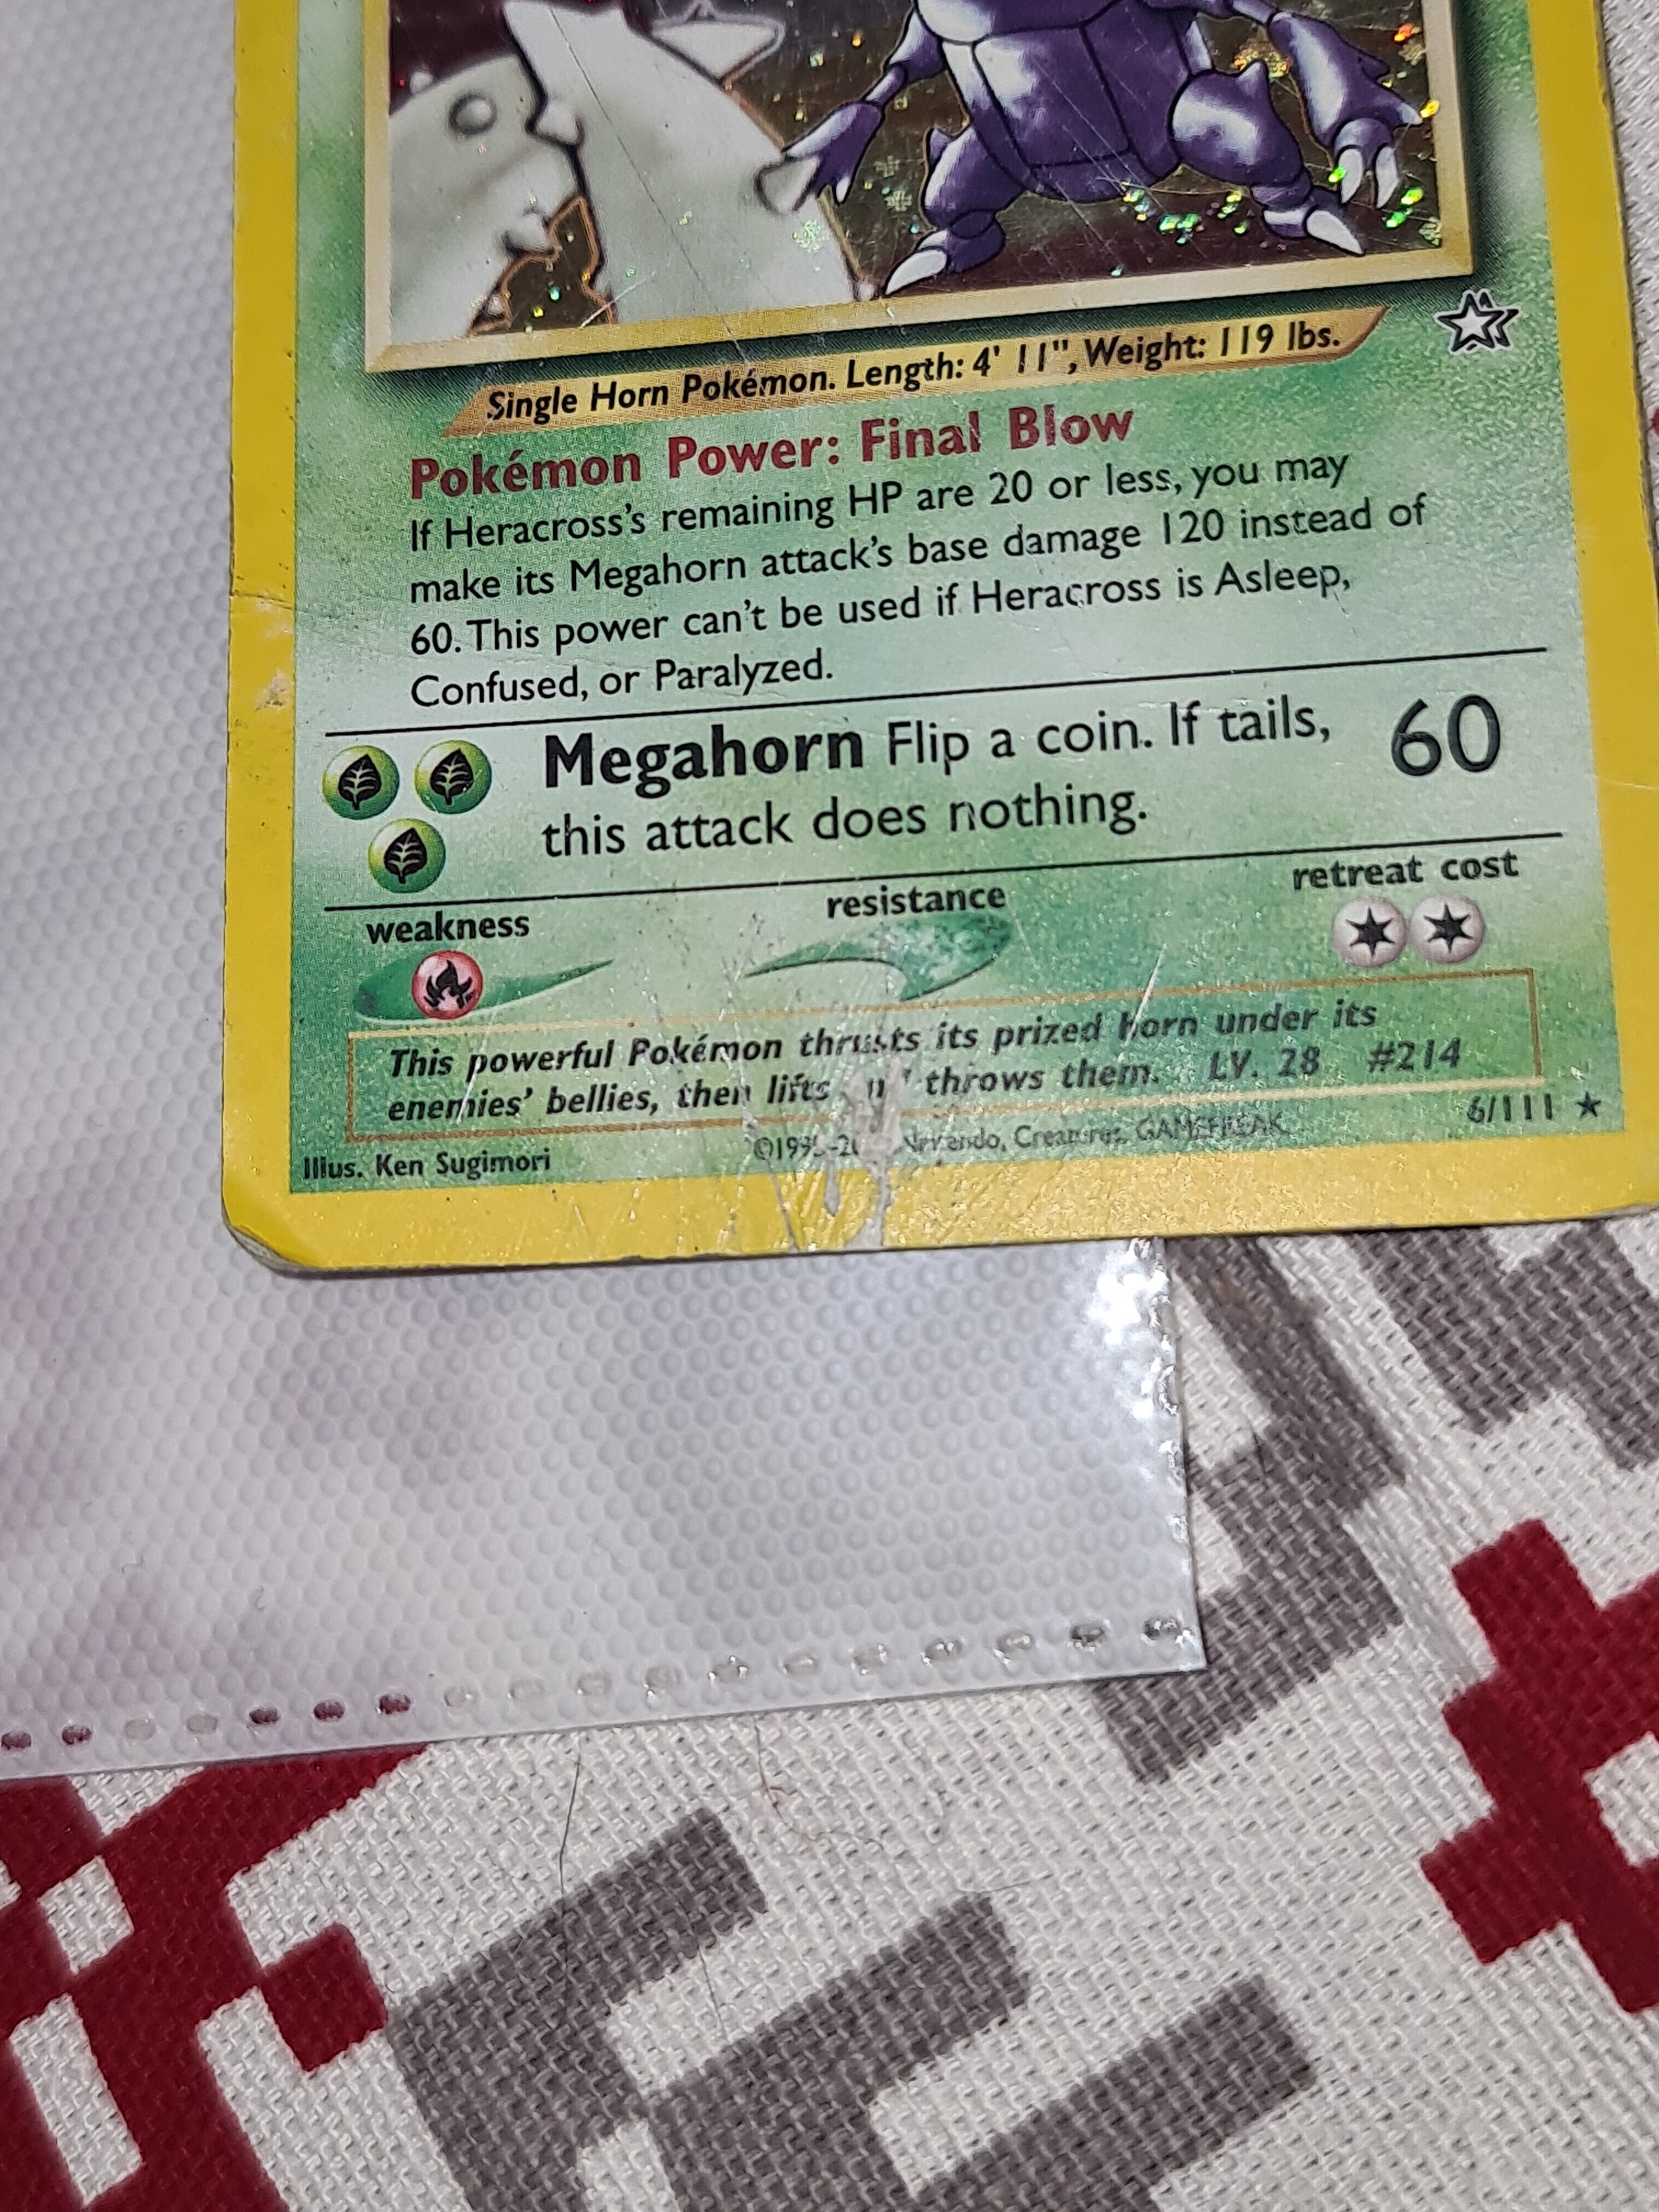 Single Horn Pokémon. Length: 4' 11", Weight: 119 lbs.
Pokémon Power: Final Blow
If Heracross's remaining HP are 20 or less, you may
make its Megahorn attack's base damage 120 instead of
60. This power can't be used if Heracross is Asleep,
Confused, or Paralyzed.
Megahorn Flip a coin. If tails, 60
this attack does nothing.
weakness resistance retreat cost
This powerful Pokémon thrusts its prized horn under its
enemies' bellies, then lifts throws them. LV. 28 #214
6/111
Illus. Ken Sugimori Nintendo, Creatures, GAMEFREAK